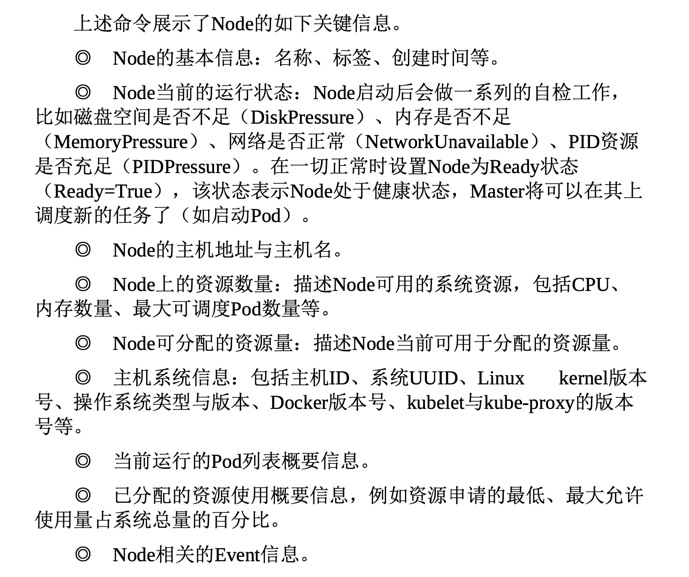 上述命令展示了Node的如下关键信息。
◎ Node的基本信息：名称、标签、创建时间等。
◎ Node当前的运行状态：Node启动后会做一系列的自检工作，
比如磁盘空间是否不足（DiskPressure）、内存是否不足
（MemoryPressure）、网络是否正常（NetworkUnavailable）、PID资源
是否充足（PIDPressure）。在一切正常时设置Node为Ready状态
（Ready=True），该状态表示Node处于健康状态，Master将可以在其上
调度新的任务了（如启动Pod）。
◎ Node的主机地址与主机名。
◎ Node上的资源数量：描述Node可用的系统资源，包括CPU、
内存数量、最大可调度Pod数量等。
◎ Node可分配的资源量：描述Node当前可用于分配的资源量。
◎ 主机系统信息：包括主机ID、系统UUID、Linux kernel版本
号、操作系统类型与版本、Docker版本号、kubelet与kube-proxy的版本
号等。
◎ 当前运行的Pod列表概要信息。
◎ 已分配的资源使用概要信息，例如资源申请的最低、最大允许
使用量占系统总量的百分比。
◎ Node相关的Event信息。